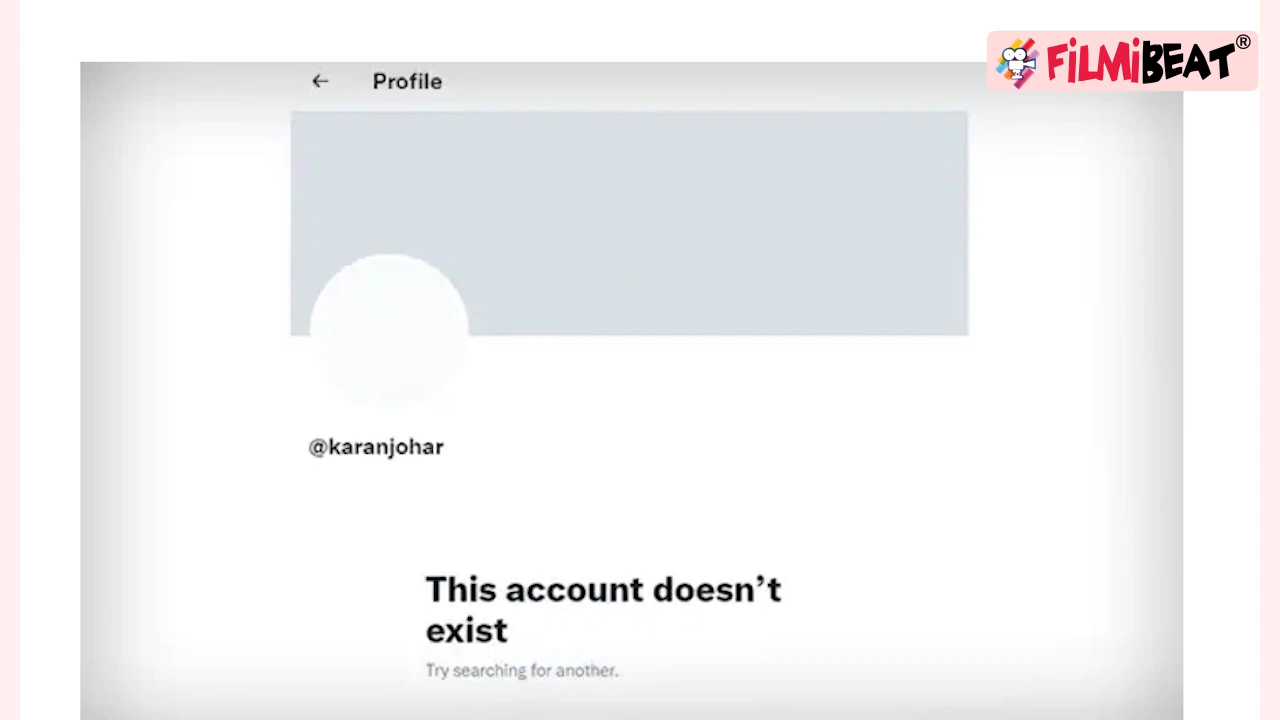 FiLMiBEAT®
← Profile
@karanjohar
This account doesn’t
exist
Try searching for another.